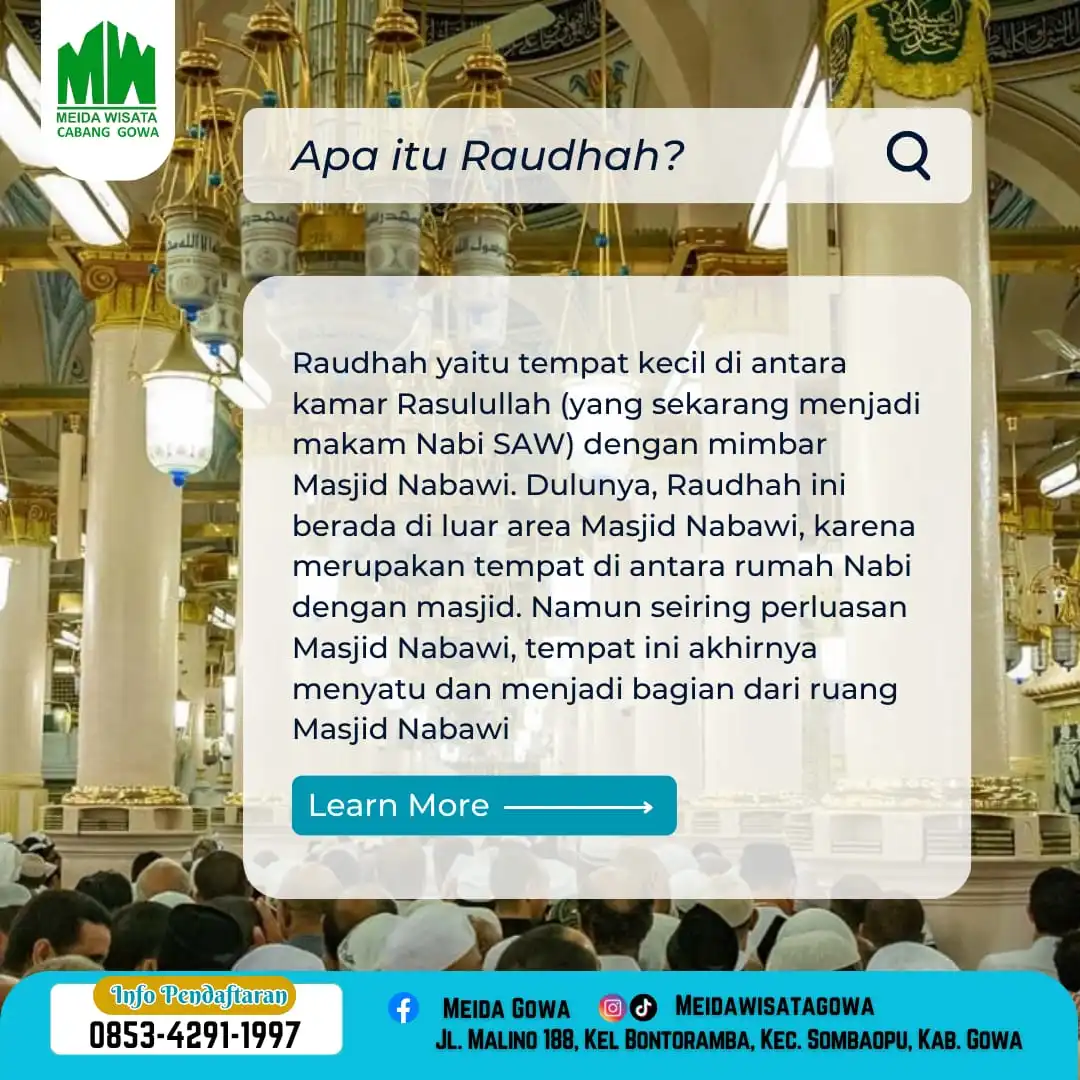 MW
MEIDA WISATA
CABANG GOWA
Apa itu Raudhah?
Raudhah yaitu tempat kecil di antara
kamar Rasulullah (yang sekarang menjadi
makam Nabi SAW) dengan mimbar
Masjid Nabawi. Dulunya, Raudhah ini
berada di luar area Masjid Nabawi, karena
merupakan tempat di antara rumah Nabi
dengan masjid. Namun seiring perluasan
Masjid Nabawi, tempat ini akhirnya
menyatu dan menjadi bagian dari ruang
Masjid Nabawi
Learn More
Info Pendaftaran
0853-4291-1997
MEIDA GOWA
MEIDAWISATAGOWA
JL. MALINO 188, KEL BONTORAMBA, KEC. SOMBAOPU, KAB. GOWA